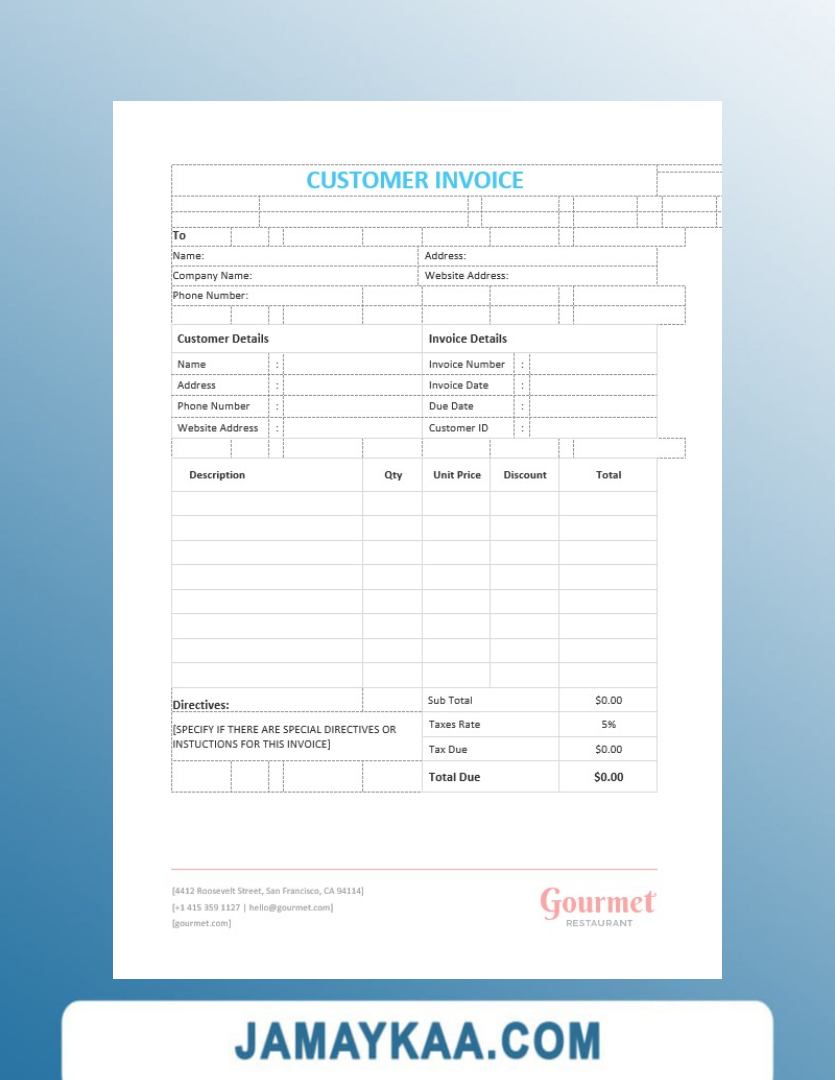 CUSTOMER INVOICE
To
Name: Address:
Company Name: Website Address:
Phone Number:
Customer Details Invoice Details
Name : Invoice Number :
Address : Invoice Date :
Phone Number : Due Date :
Website Address : Customer ID :
Description Qty Unit Price Discount Total
Sub Total $0.00
Directives:
Taxes Rate 5%
[SPECIFY IF THERE ARE SPECIAL DIRECTIVES OR
INSTUCTIONS FOR THIS INVOICE]
Tax Due $0.00
Total Due $0.00
[4412 Roosevelt Street, San Francisco, CA 94114]
[+1 415 359 1127 | hello@gourmet.com]
[gourmet.com]
Gourmet
RESTAURANT
JAMAYKAA.COM